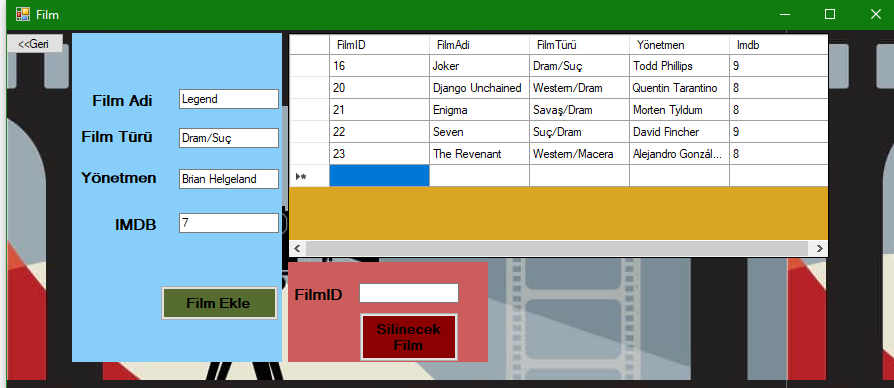 Film
<<Geri
Film Adi Legend
Film Türü Dram/Suç
Yönetmen Brian Helgeland
IMDB 7
Film Ekle
FilmID FilmAdi FilmTürü Yönetmen Imdb
16 Joker Dram/Suç Todd Phillips 9
20 Django Unchained Western/Dram Quentin Tarantino 8
21 Enigma Savaş/Dram Morten Tyldum 8
22 Seven Suç/Dram David Fincher 9
23 The Revenant Western/Macera Alejandro Gonzál... 8
FilmID
Silinecek
Film